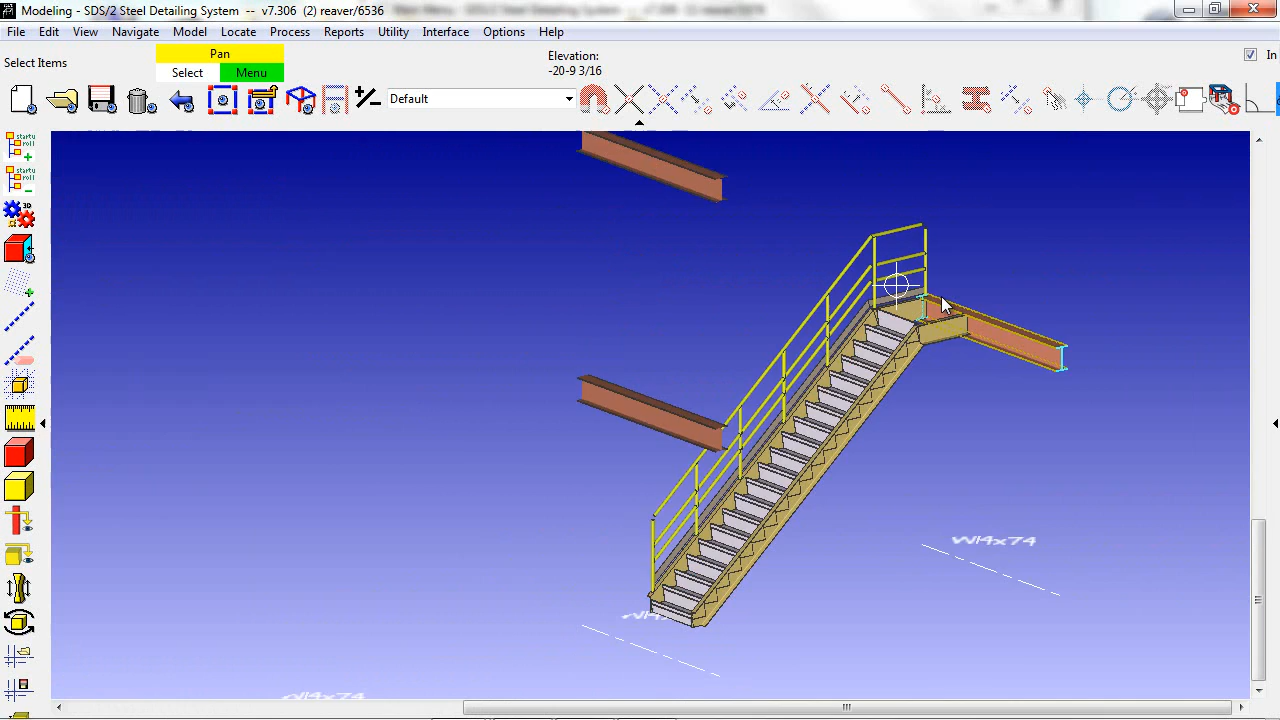 Modeling - SDS/2 Steel Detailing System -- v7.306 (2) reaver/6536
File Edit View Navigate Model Locate Process Reports Utility Interface Options Help
Select Items
Pan
Select Menu
Elevation:
-20-9 3/16
In
Default
W14x74
W14x74